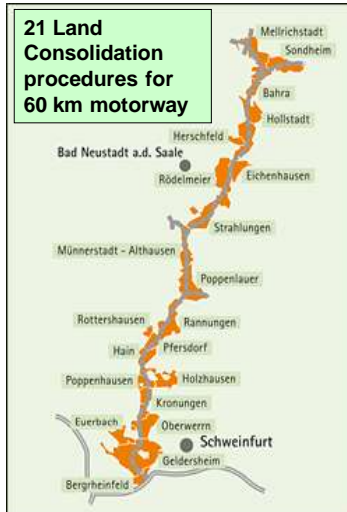 21 Land
Consolidation
procedures for
60 km motorway
Mellrichstadt
Sondheim
Bahra
Hollstadt
Herschfeld
Bad Neustadt a.d. Saale
Rödelmeier
Eichenhausen
Strahlungen
Münnerstadt - Althausen
Poppenlauer
Rottershausen
Rannungen
Hain
Pfersdorf
Poppenhausen
Holzhausen
Kronungen
Euerbach
Oberwerrn
Schweinfurt
Geldersheim
Bergrheinfeld